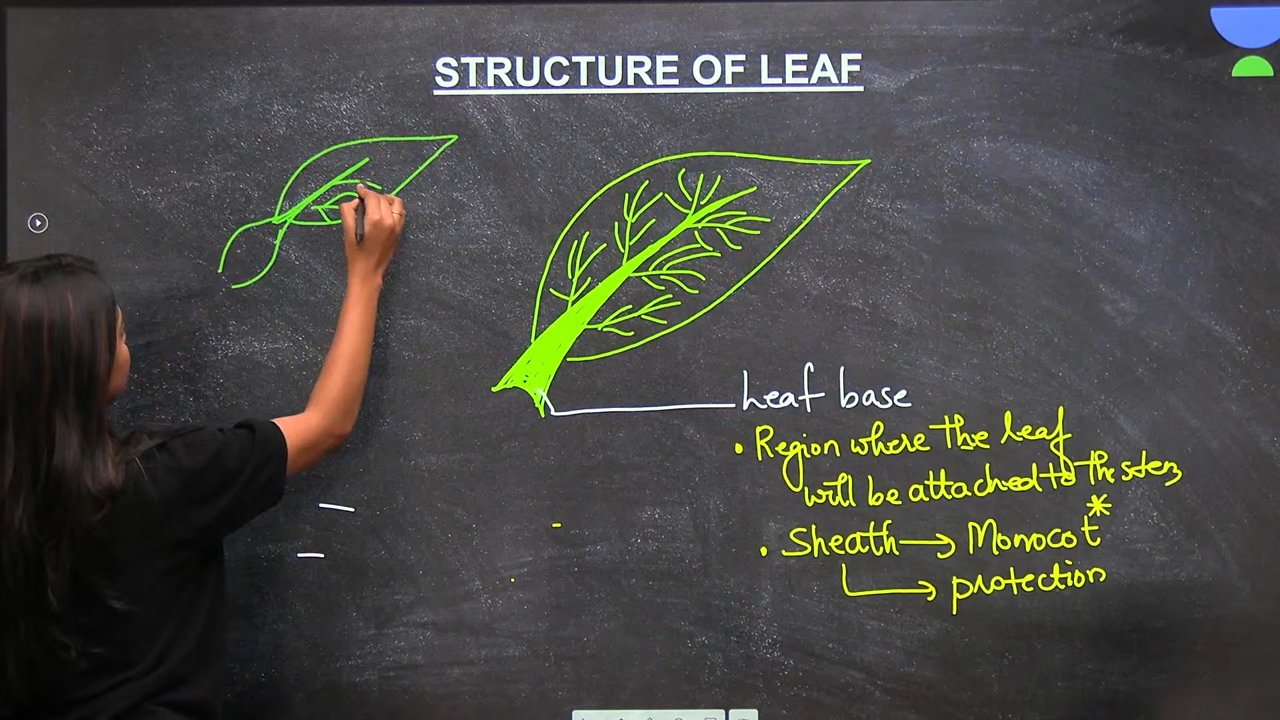 STRUCTURE OF LEAF
Leaf base
• Region where the leaf
will be attached to the stem
• Sheath → Monocot*
→ protection